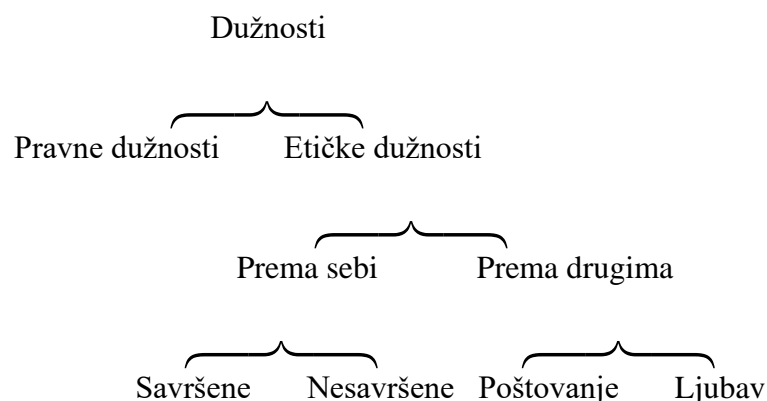 Dužnosti
Pravne dužnosti Etičke dužnosti
Prema sebi Prema drugima
Savršene Nesavršene Poštovanje Ljubav